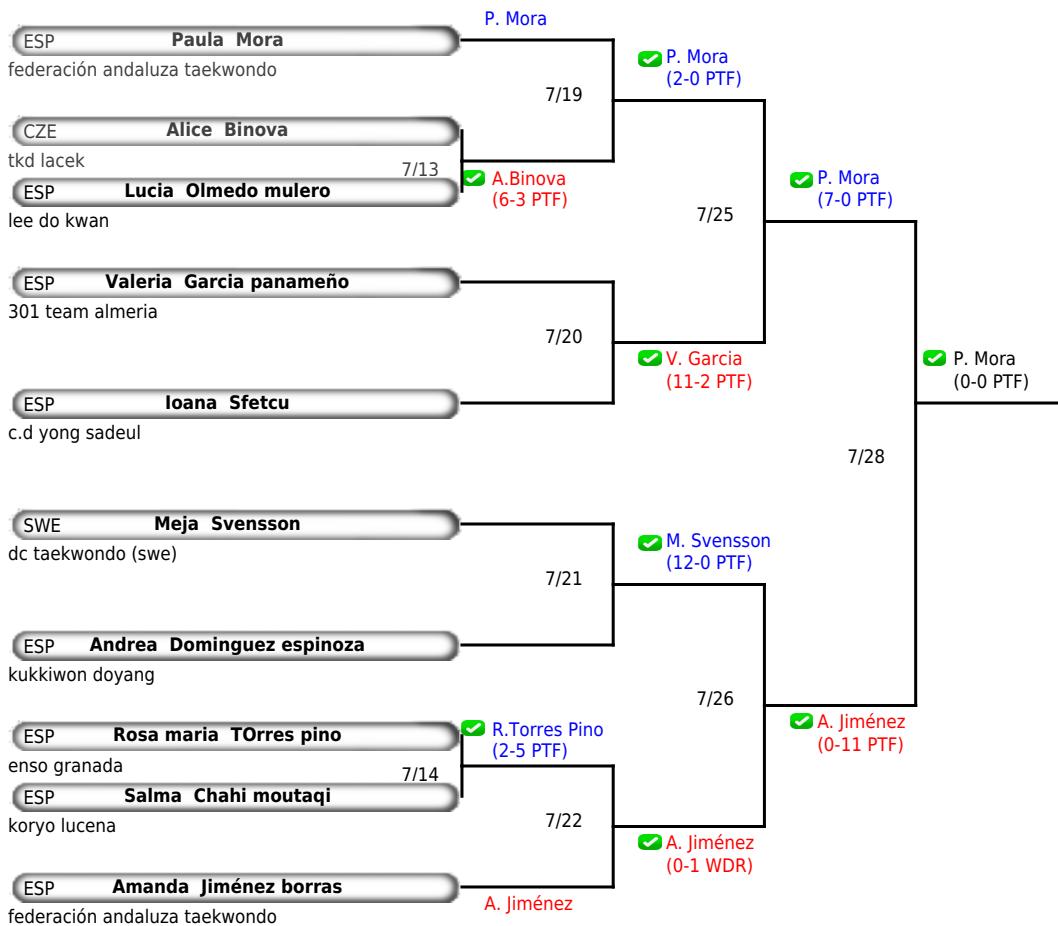 P. Mora
ESP Paula Mora
federación andaluza taekwondo
P. Mora
(2-0 PTF)
7/19
CZE Alice Binova
tkd lacek
7/13
A.Binova
(6-3 PTF)
ESP Lucia Olmedo mulero
lee do kwan
P. Mora
(7-0 PTF)
7/25
ESP Valeria Garcia panameño
301 team almeria
7/20
V. Garcia
(11-2 PTF)
ESP Ioana Sfetcu
c.d yong sadeul
P. Mora
(0-0 PTF)
7/28
ESP
SWE Meja Svensson
dc taekwondo (swe)
M. Svensson
(12-0 PTF)
7/21
ESP Andrea Dominguez espinoza
kukkiwon doyang
7/26
A. Jiménez
(0-11 PTF)
ESP Rosa maria TOrres pino
enso granada
R.Torres Pino
(2-5 PTF)
7/14
ESP Salma Chahi moutaqi
koryo lucena
7/22
A. Jiménez
(0-1 WDR)
ESP Amanda Jiménez borras
federación andaluza taekwondo
A. Jiménez